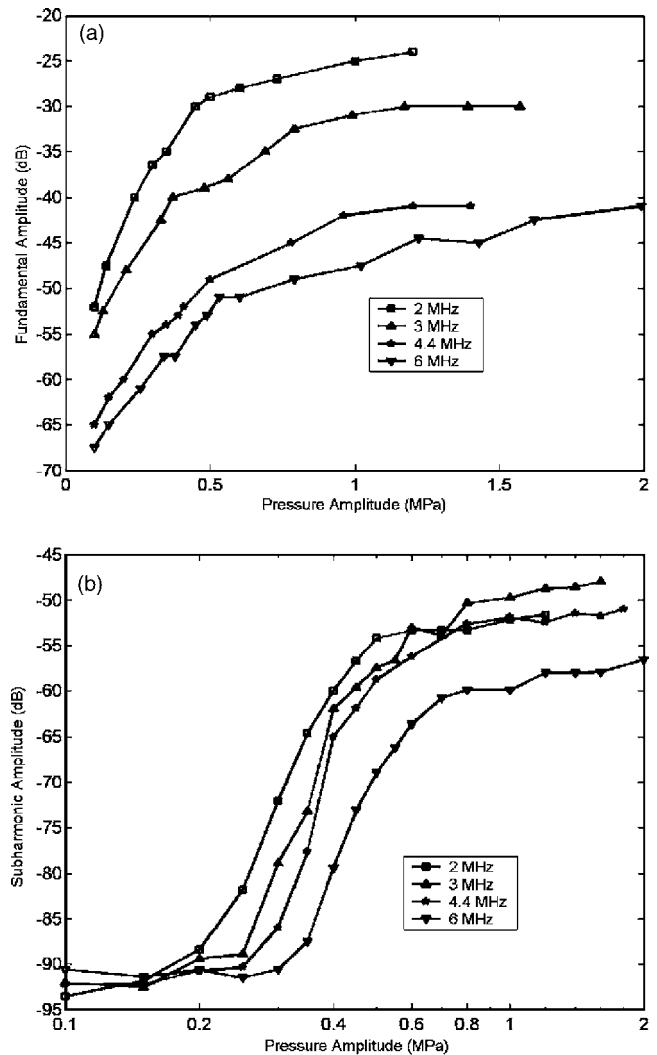 (a)
-20
-25
-30
-35
-40
-45
-50
-55
-60
-65
-70
Fundamental Amplitude (dB)
2 MHz
3 MHz
4.4 MHz
6 MHz
0 0.5 1 1.5 2
Pressure Amplitude (MPa)
(b)
-45
-50
-55
-60
-65
-70
-75
-80
-85
-90
-95
Subharmonic Amplitude (dB)
2 MHz
3 MHz
4.4 MHz
6 MHz
0.1 0.2 0.4 0.6 0.8 1 2
Pressure Amplitude (MPa)